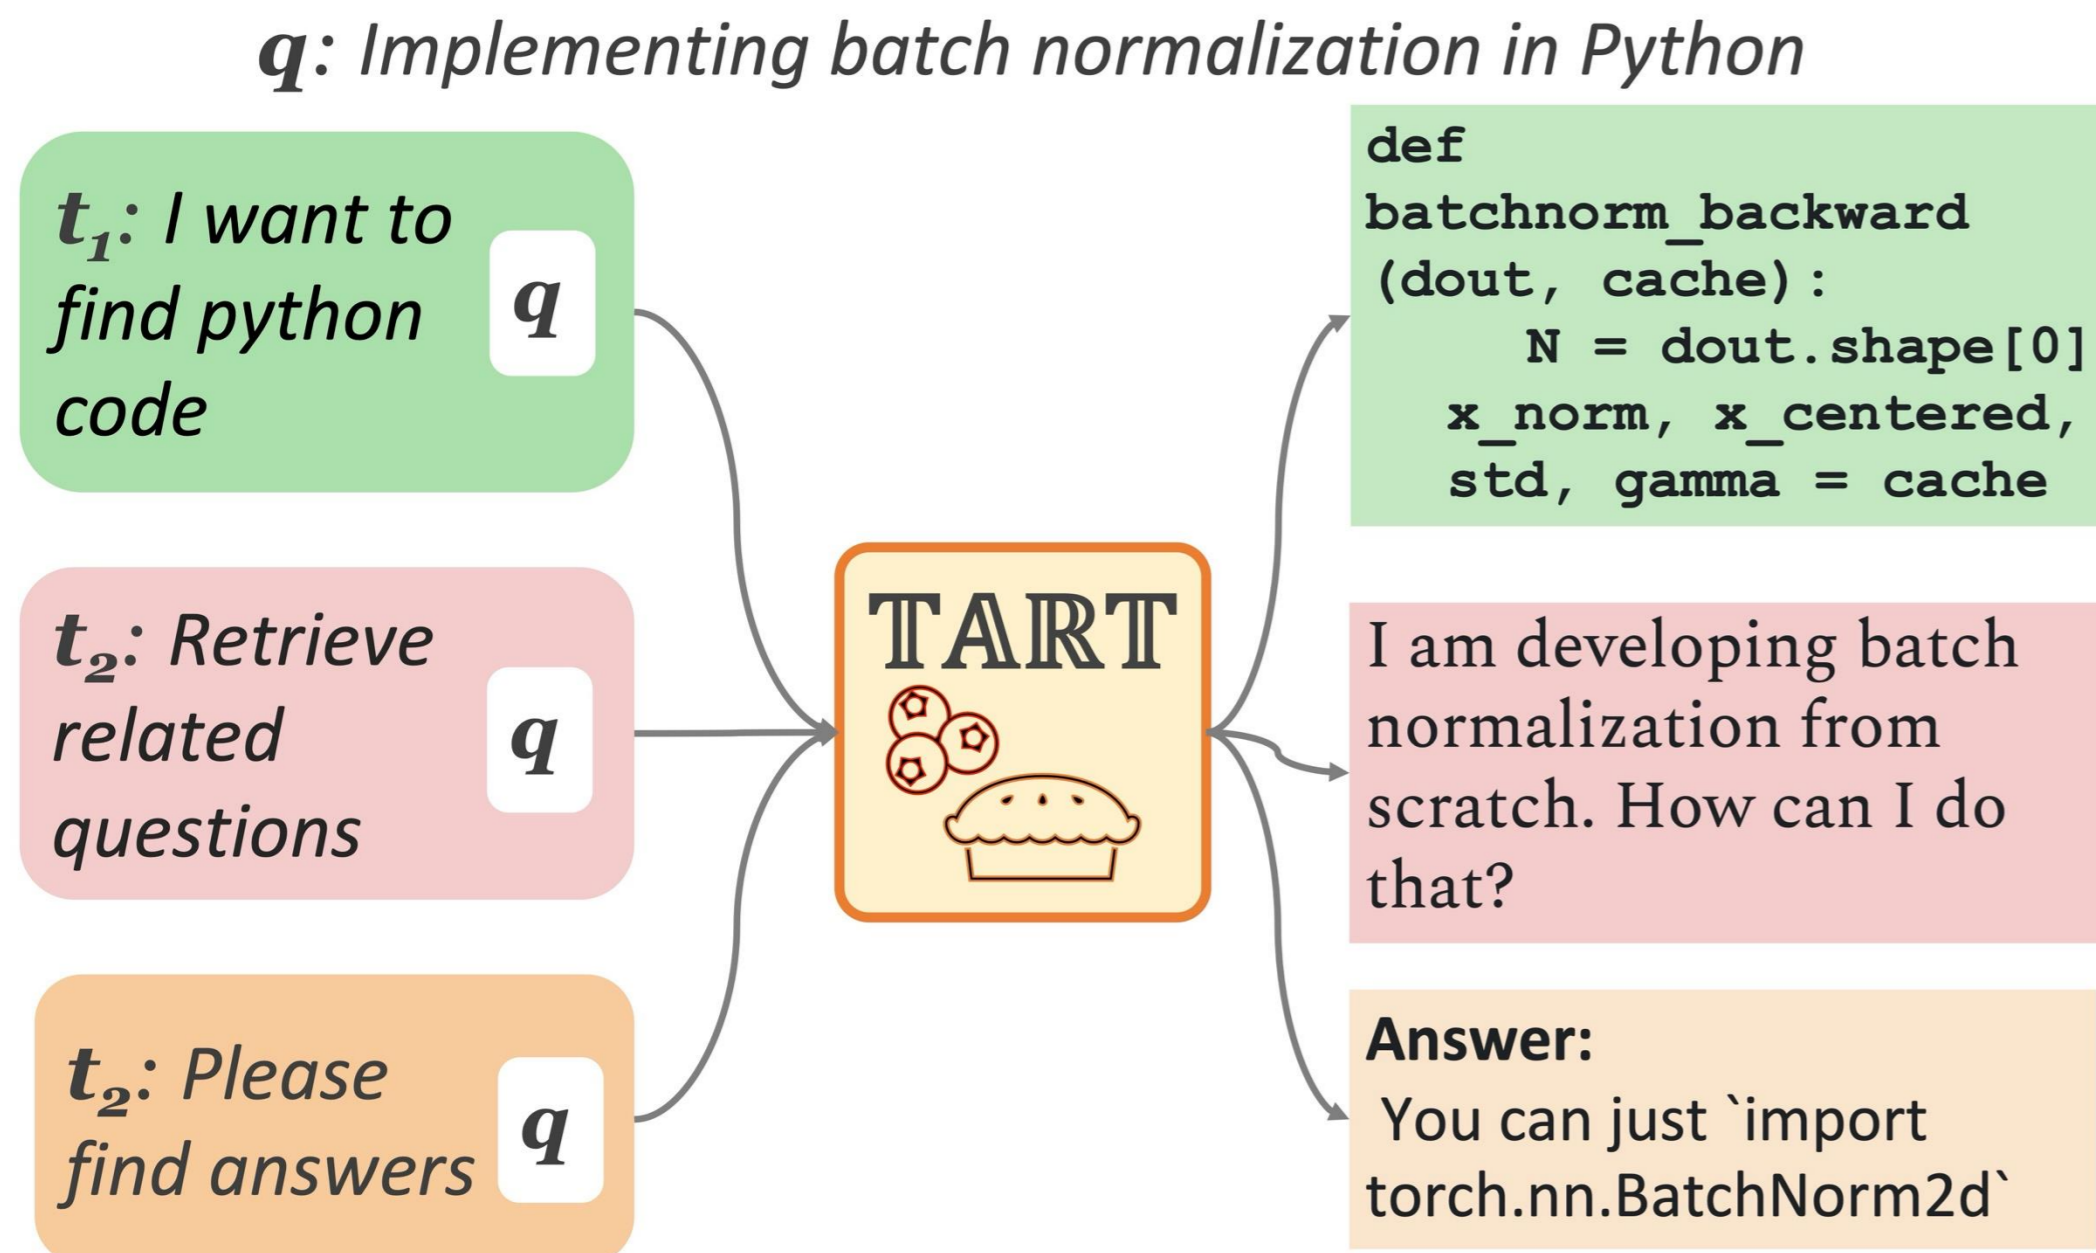 q: Implementing batch normalization in Python
t₁: I want to
find python
code
q
t₂: Retrieve
related
questions
q
t₂: Please
find answers
q
TART
def
batchnorm_backward
(dout, cache):
N = dout.shape[0]
x_norm, x_centered,
std, gamma = cache
I am developing batch
normalization from
scratch. How can I do
that?
Answer:
You can just `import
torch.nn.BatchNorm2d`